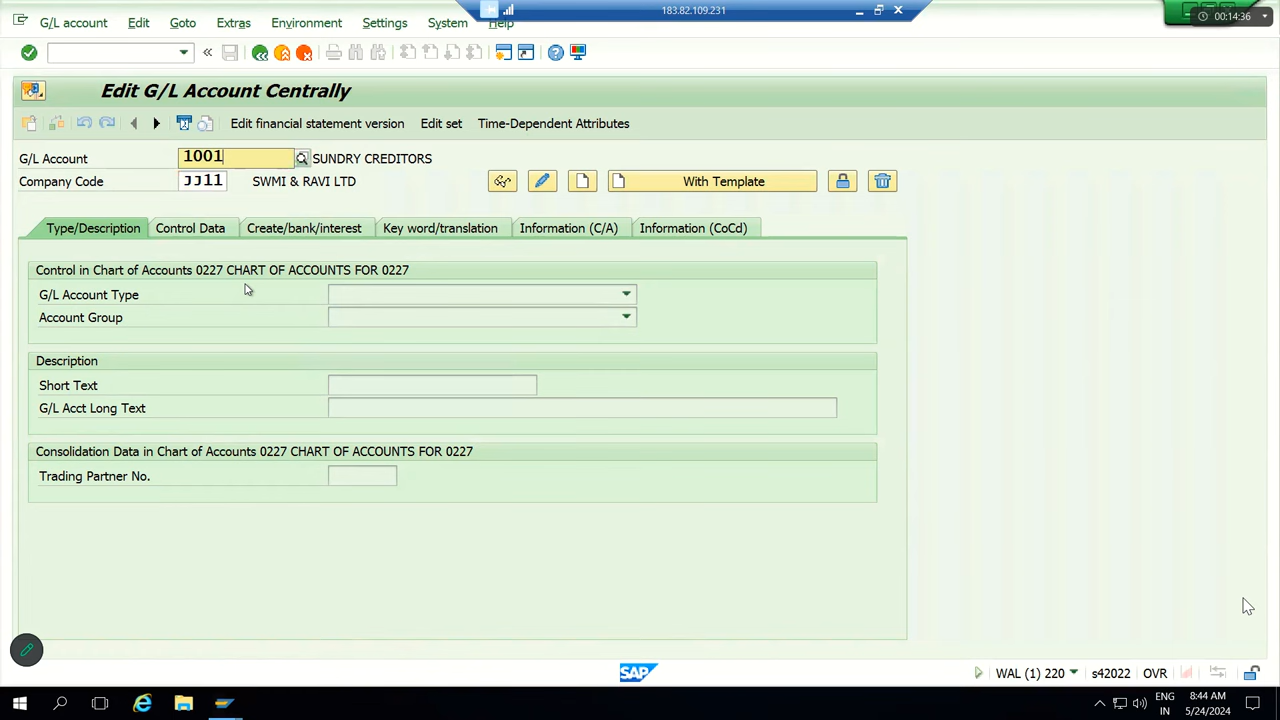 183.82.109.231
00:14:36
G/L account Edit Goto Extras Environment Settings System Help
Edit G/L Account Centrally
Edit financial statement version Edit set Time-Dependent Attributes
G/L Account 1001 SUNDRY CREDITORS
Company Code JJ11 SWMI & RAVI LTD With Template
Type/Description Control Data Create/bank/interest Key word/translation Information (C/A) Information (CoCd)
Control in Chart of Accounts 0227 CHART OF ACCOUNTS FOR 0227
G/L Account Type
Account Group
Description
Short Text
G/L Acct Long Text
Consolidation Data in Chart of Accounts 0227 CHART OF ACCOUNTS FOR 0227
Trading Partner No.
SAP WAL (1) 220 s42022 OVR
ENG 8:44 AM
IN 5/24/2024